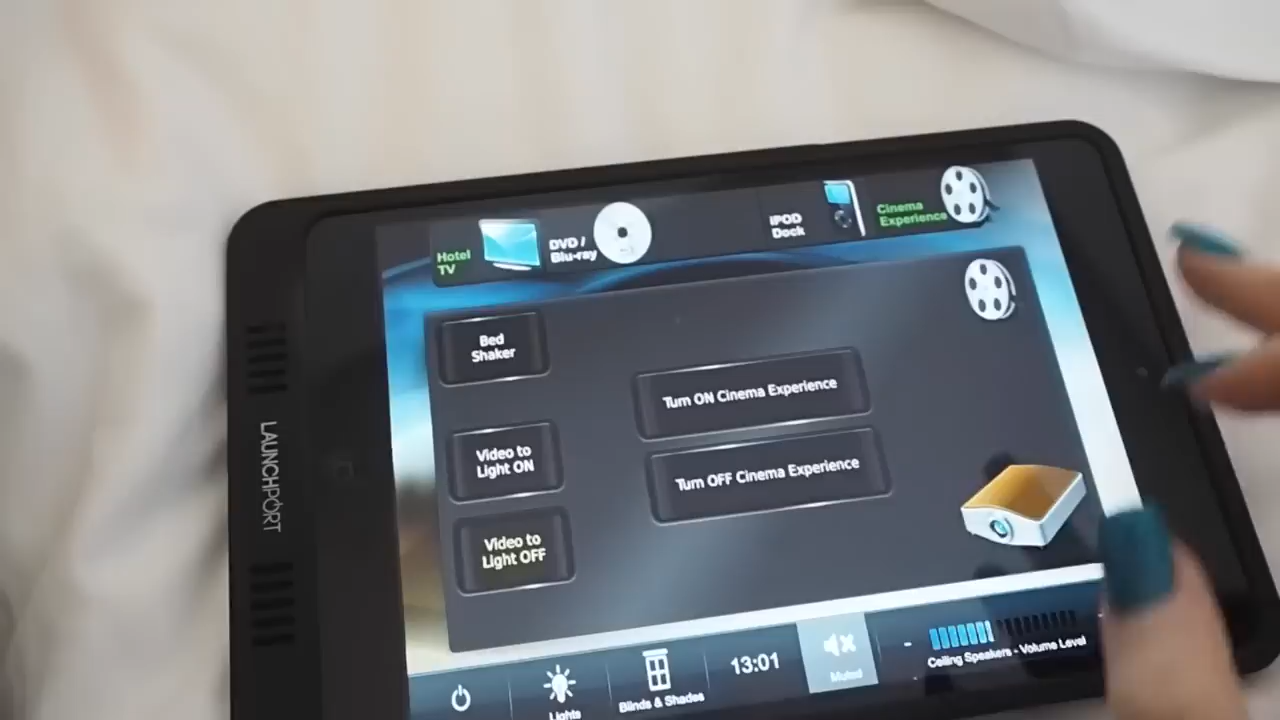 Hotel
TV
DVD /
Blu-ray
iPOD
Dock
Cinema
Experience
Bed
Shaker
Turn ON Cinema Experience
Video to
Light ON
Turn OFF Cinema Experience
Video to
Light OFF
Lights
Blinds & Shades
13:01
Muted
-
Ceiling Speakers - Volume Level
LAUNCHPORT